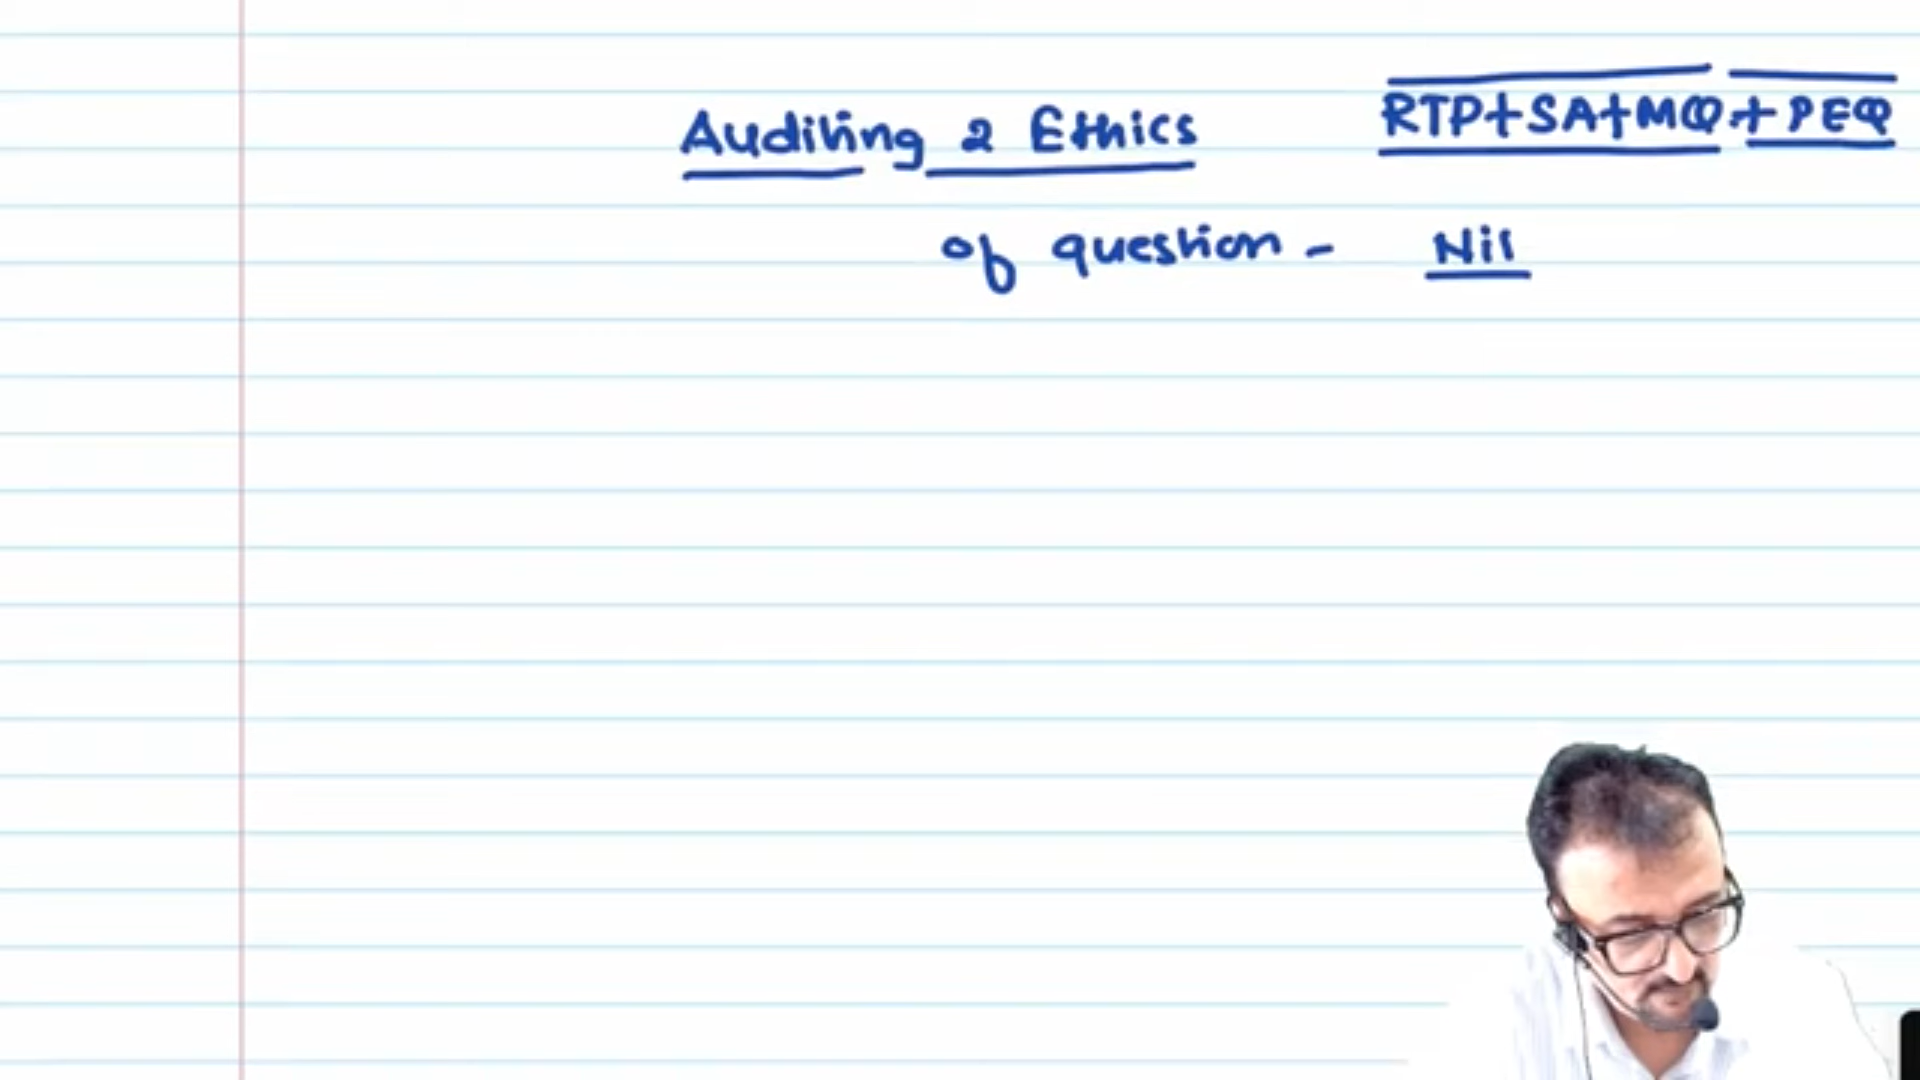 Auditing & Ethics
RTP+SA+MQ.+PEQ
of question - Nil